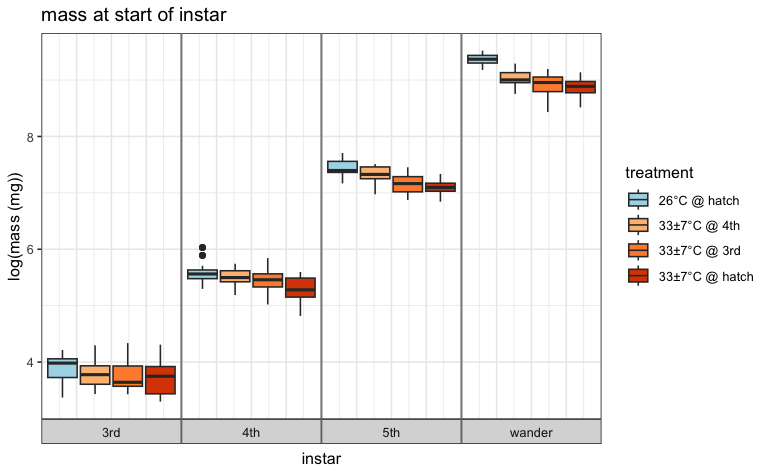 mass at start of instar
log(mass (mg))
8
6
4
3rd 4th 5th wander
instar
treatment
26°C @ hatch
33±7°C @ 4th
33±7°C @ 3rd
33±7°C @ hatch